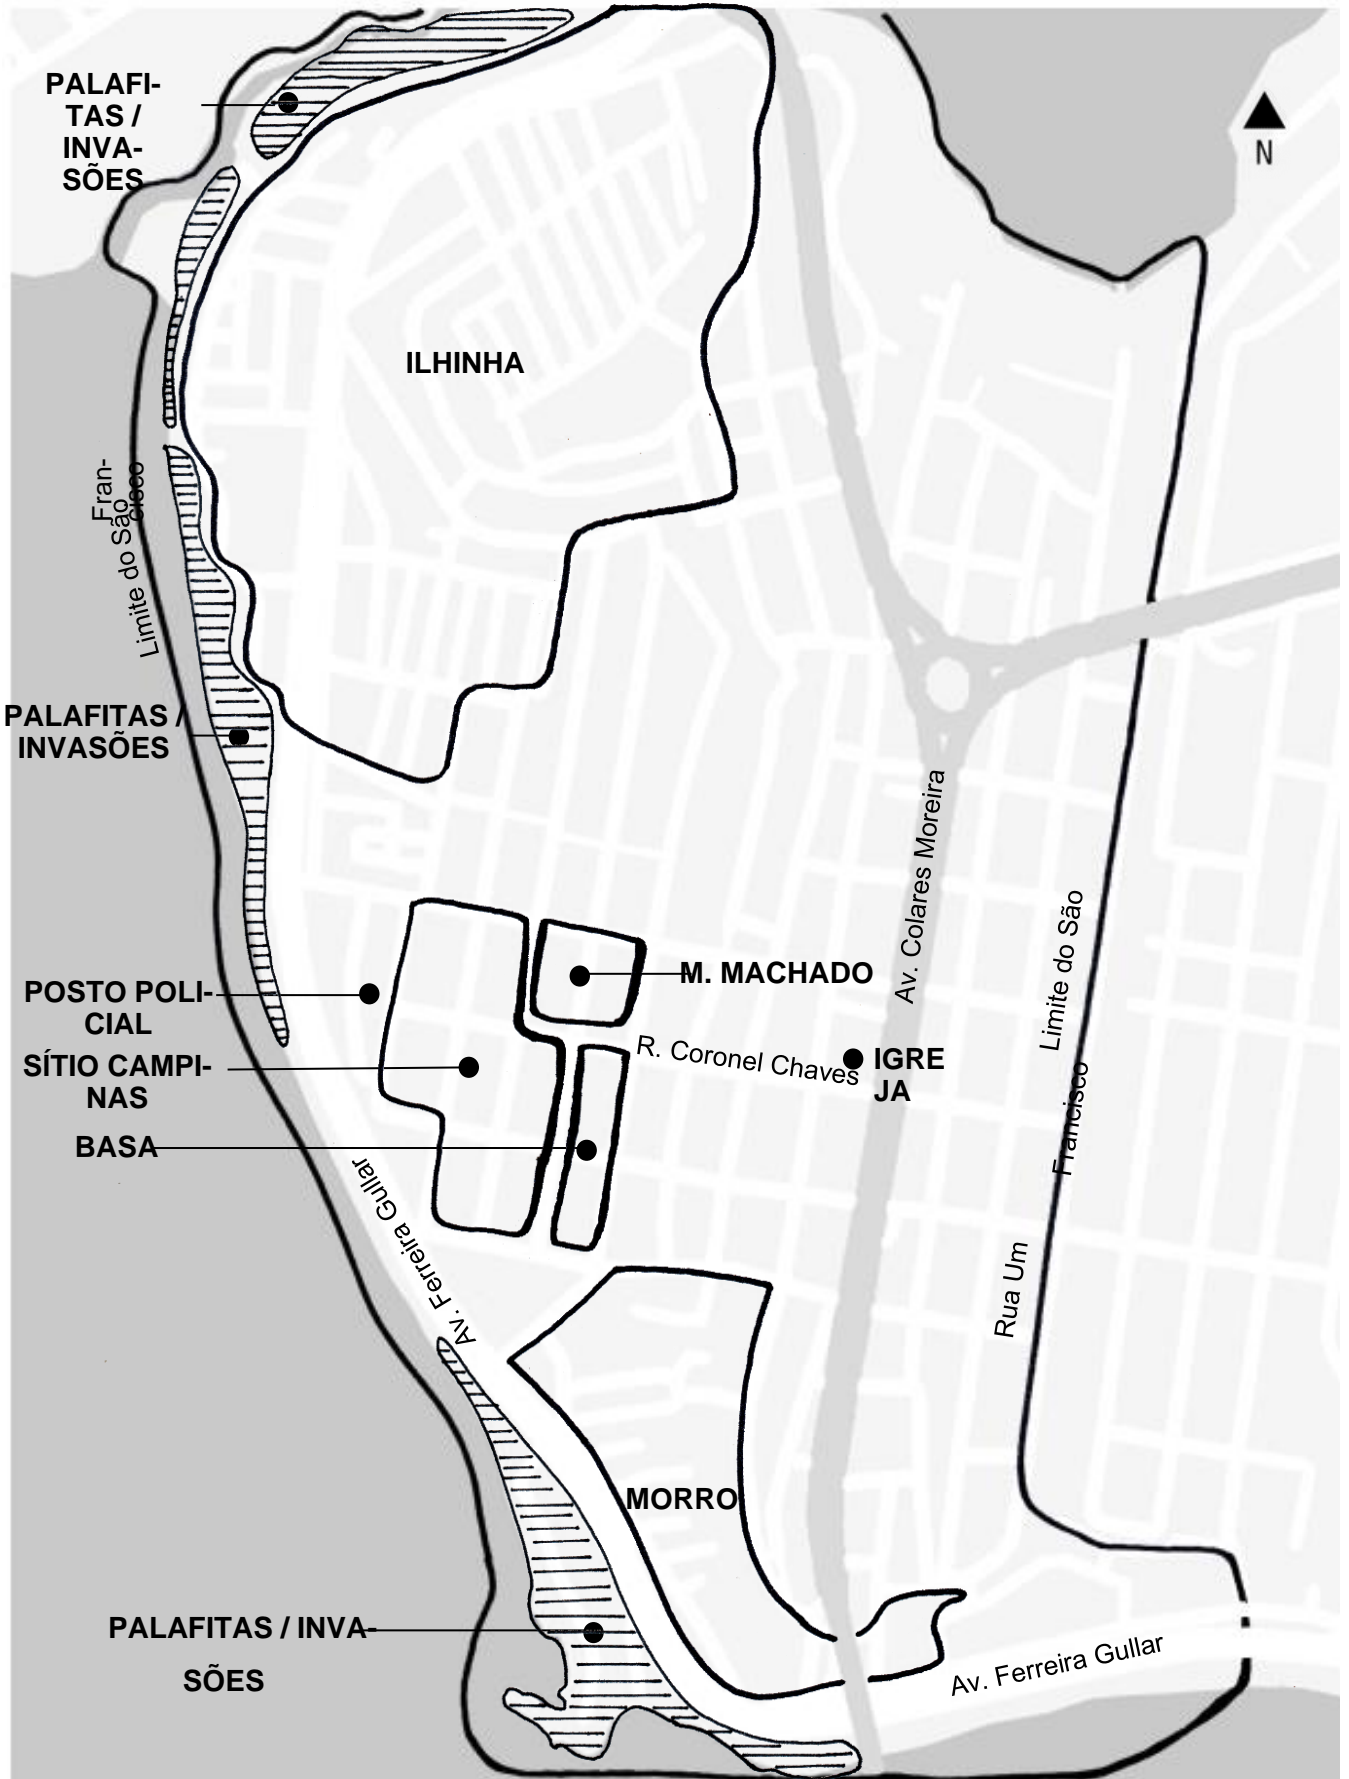 PALAFI-
TAS /
INVA-
SÕES
N
ILHINHA
Limite do São
Fran-
cisco
PALAFITAS /
INVASÕES
Av. Colares Moreira
Limite do São
Francisco
M. MACHADO
POSTO POLI-
CIAL
R. Coronel Chaves
IGRE
JA
SÍTIO CAMPI-
NAS
BASA
Av. Ferreira Gullar
Rua Um
MORRO
PALAFITAS / INVA-
SÕES
Av. Ferreira Gullar